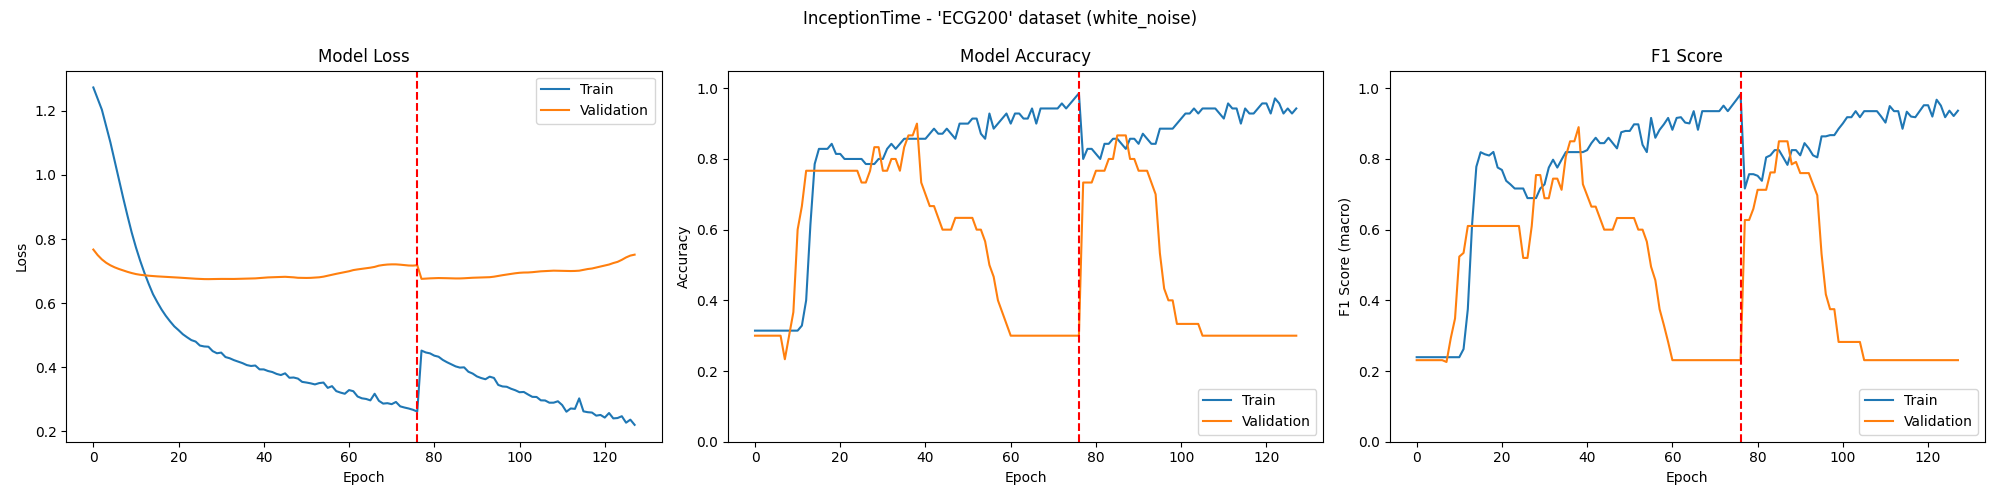 InceptionTime - 'ECG200' dataset (white_noise)
Model Loss
Loss
1.2
1.0
0.8
0.6
0.4
0.2
0 20 40 60 80 100 120
Epoch
Train
Validation
Model Accuracy
Accuracy
1.0
0.8
0.6
0.4
0.2
0.0
0 20 40 60 80 100 120
Epoch
Train
Validation
F1 Score
F1 Score (macro)
1.0
0.8
0.6
0.4
0.2
0.0
0 20 40 60 80 100 120
Epoch
Train
Validation